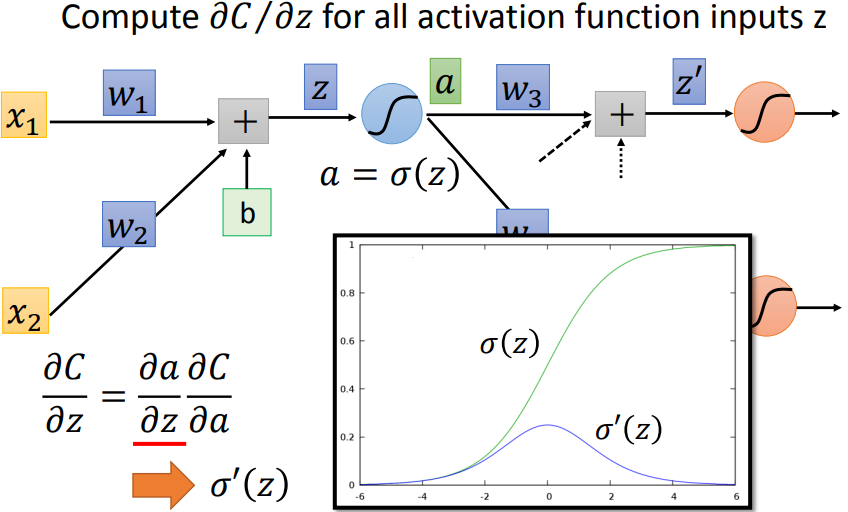 Compute ∂C/∂z for all activation function inputs z
x₁
w₁
+
z
a
w₃
+
z′
a = σ(z)
b
w₂
x₂
∂C/∂z = ∂a/∂z ∂C/∂a
σ′(z)
σ(z)
σ′(z)
1
0.8
0.6
0.4
0.2
0
-6 -4 -2 0 2 4 6